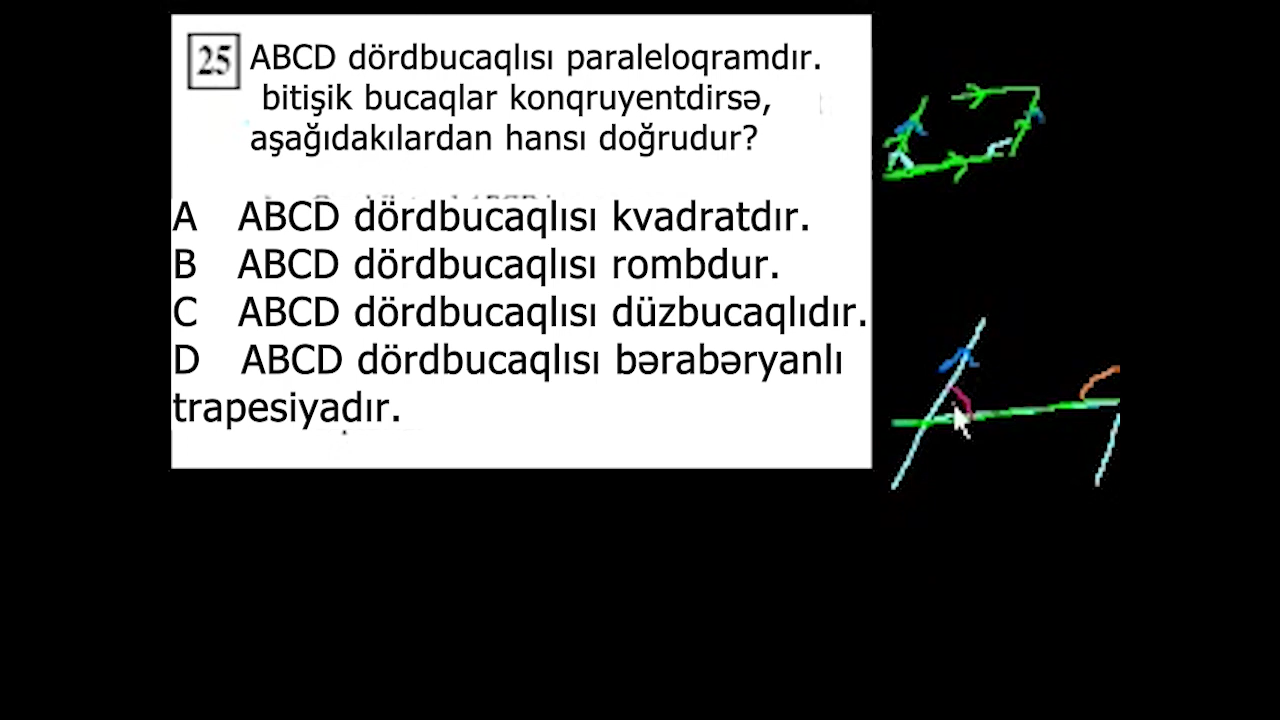 25 ABCD dördbucaqlısı paraleloqramdır.
bitişik bucaqlar konqruyentdirsə,
aşağıdakılardan hansı doğrudur?
A ABCD dördbucaqlısı kvadratdır.
B ABCD dördbucaqlısı rombdur.
C ABCD dördbucaqlısı düzbucaqlıdır.
D ABCD dördbucaqlısı bərabəryanlı
trapesiyadır.